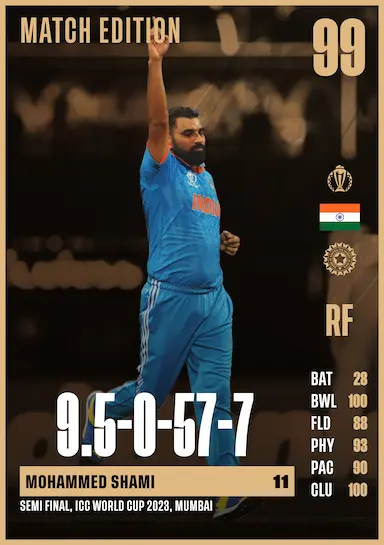 MATCH EDITION
99
RF
BAT 28
BWL 100
FLD 88
PHY 93
PAC 90
CLU 100
9.5-0-57-7
MOHAMMED SHAMI 11
SEMI FINAL, ICC WORLD CUP 2023, MUMBAI